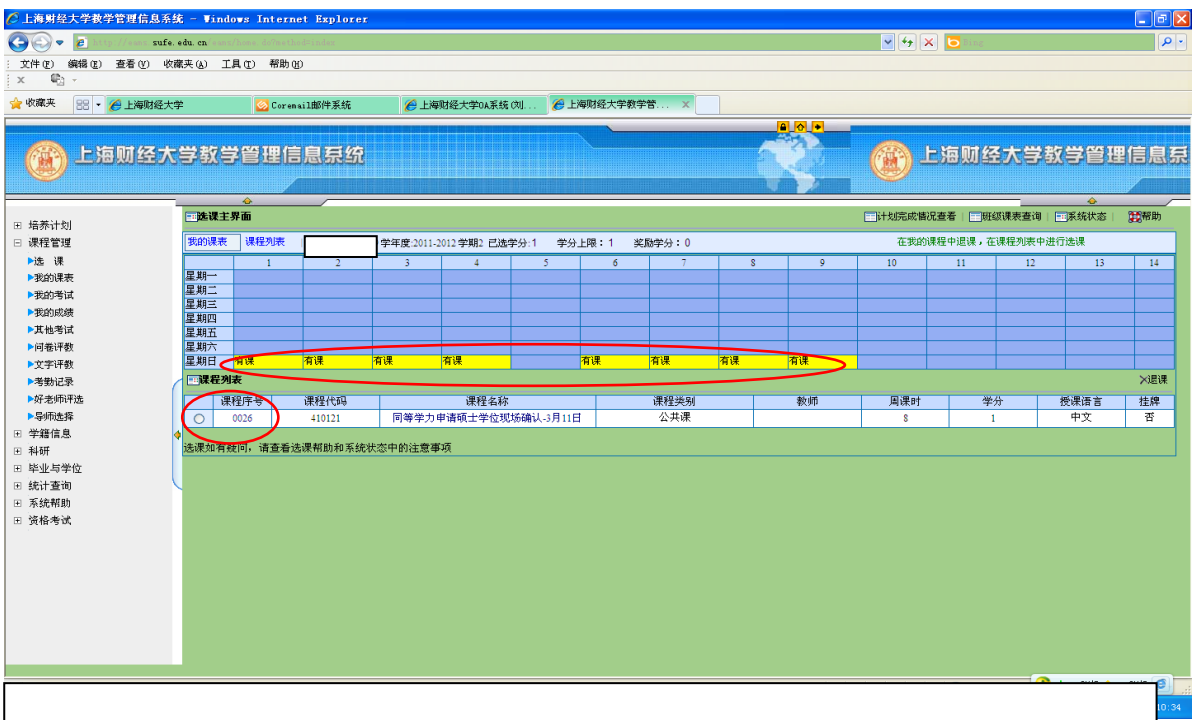 上海财经大学教学管理信息系统 - Windows Internet Explorer
sufe.edu.cn
文件(F) 编辑(E) 查看(V) 收藏夹(A) 工具(T) 帮助(H)
x
收藏夹 上海财经大学 Coremail邮件系统 上海财经大学OA系统(刘... 上海财经大学教学管... x
上海财经大学教学管理信息系统 上海财经大学教学管理信息系
选课主界面 计划完成情况查看 | 班级课表查询 | 系统状态 | 帮助
我的课表 课程列表 学年度:2011-2012 学期2 已选学分:1 学分上限：1 奖励学分：0 在我的课程中退课，在课程列表中进行选课
1 2 3 4 5 6 7 8 9 10 11 12 13 14
星期一
星期二
星期三
星期四
星期五
星期六
星期日 有课 有课 有课 有课 有课 有课 有课 有课
课程列表 退课
课程序号 课程代码 课程名称 课程类别 教师 周课时 学分 授课语言 挂牌
0026 410121 同等学力申请硕士学位现场确认-3月11日 公共课 8 1 中文 否
选课如有疑问，请查看选课帮助和系统状态中的注意事项
培养计划
课程管理
选 课
我的课表
我的考试
我的成绩
其他考试
问卷评教
文字评教
考勤记录
好老师评选
导师选择
学籍信息
科研
毕业与学位
统计查询
系统帮助
资格考试
10:34